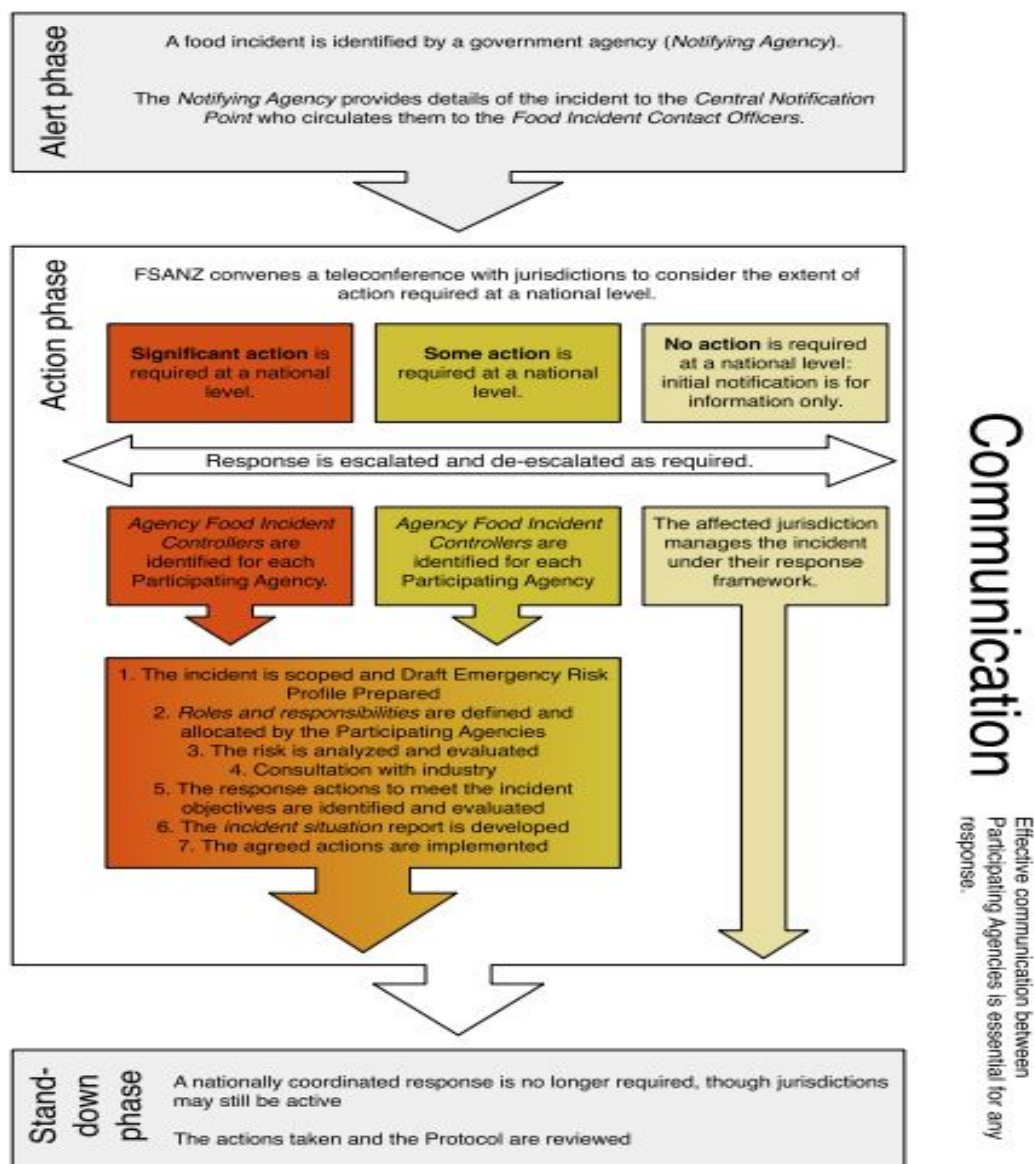 Alert phase
A food incident is identified by a government agency (Notifying Agency).
The Notifying Agency provides details of the incident to the Central Notification
Point who circulates them to the Food Incident Contact Officers.
Action phase
FSANZ convenes a teleconference with jurisdictions to consider the extent of
action required at a national level.
Significant action is
required at a national
level.
Some action is
required at a national
level.
No action is required
at a national level:
initial notification is for
information only.
Response is escalated and de-escalated as required.
Agency Food Incident
Controllers are
identified for each
Participating Agency.
Agency Food Incident
Controllers are
identified for each
Participating Agency
The affected jurisdiction
manages the incident
under their response
framework.
1. The incident is scoped and Draft Emergency Risk
Profile Prepared
2. Roles and responsibilities are defined and
allocated by the Participating Agencies
3. The risk is analyzed and evaluated
4. Consultation with industry
5. The response actions to meet the incident
objectives are identified and evaluated
6. The incident situation report is developed
7. The agreed actions are implemented
Stand-
down
phase
A nationally coordinated response is no longer required, though jurisdictions
may still be active
The actions taken and the Protocol are reviewed
Communication
Effective communication between
Participating Agencies is essential for any
response.